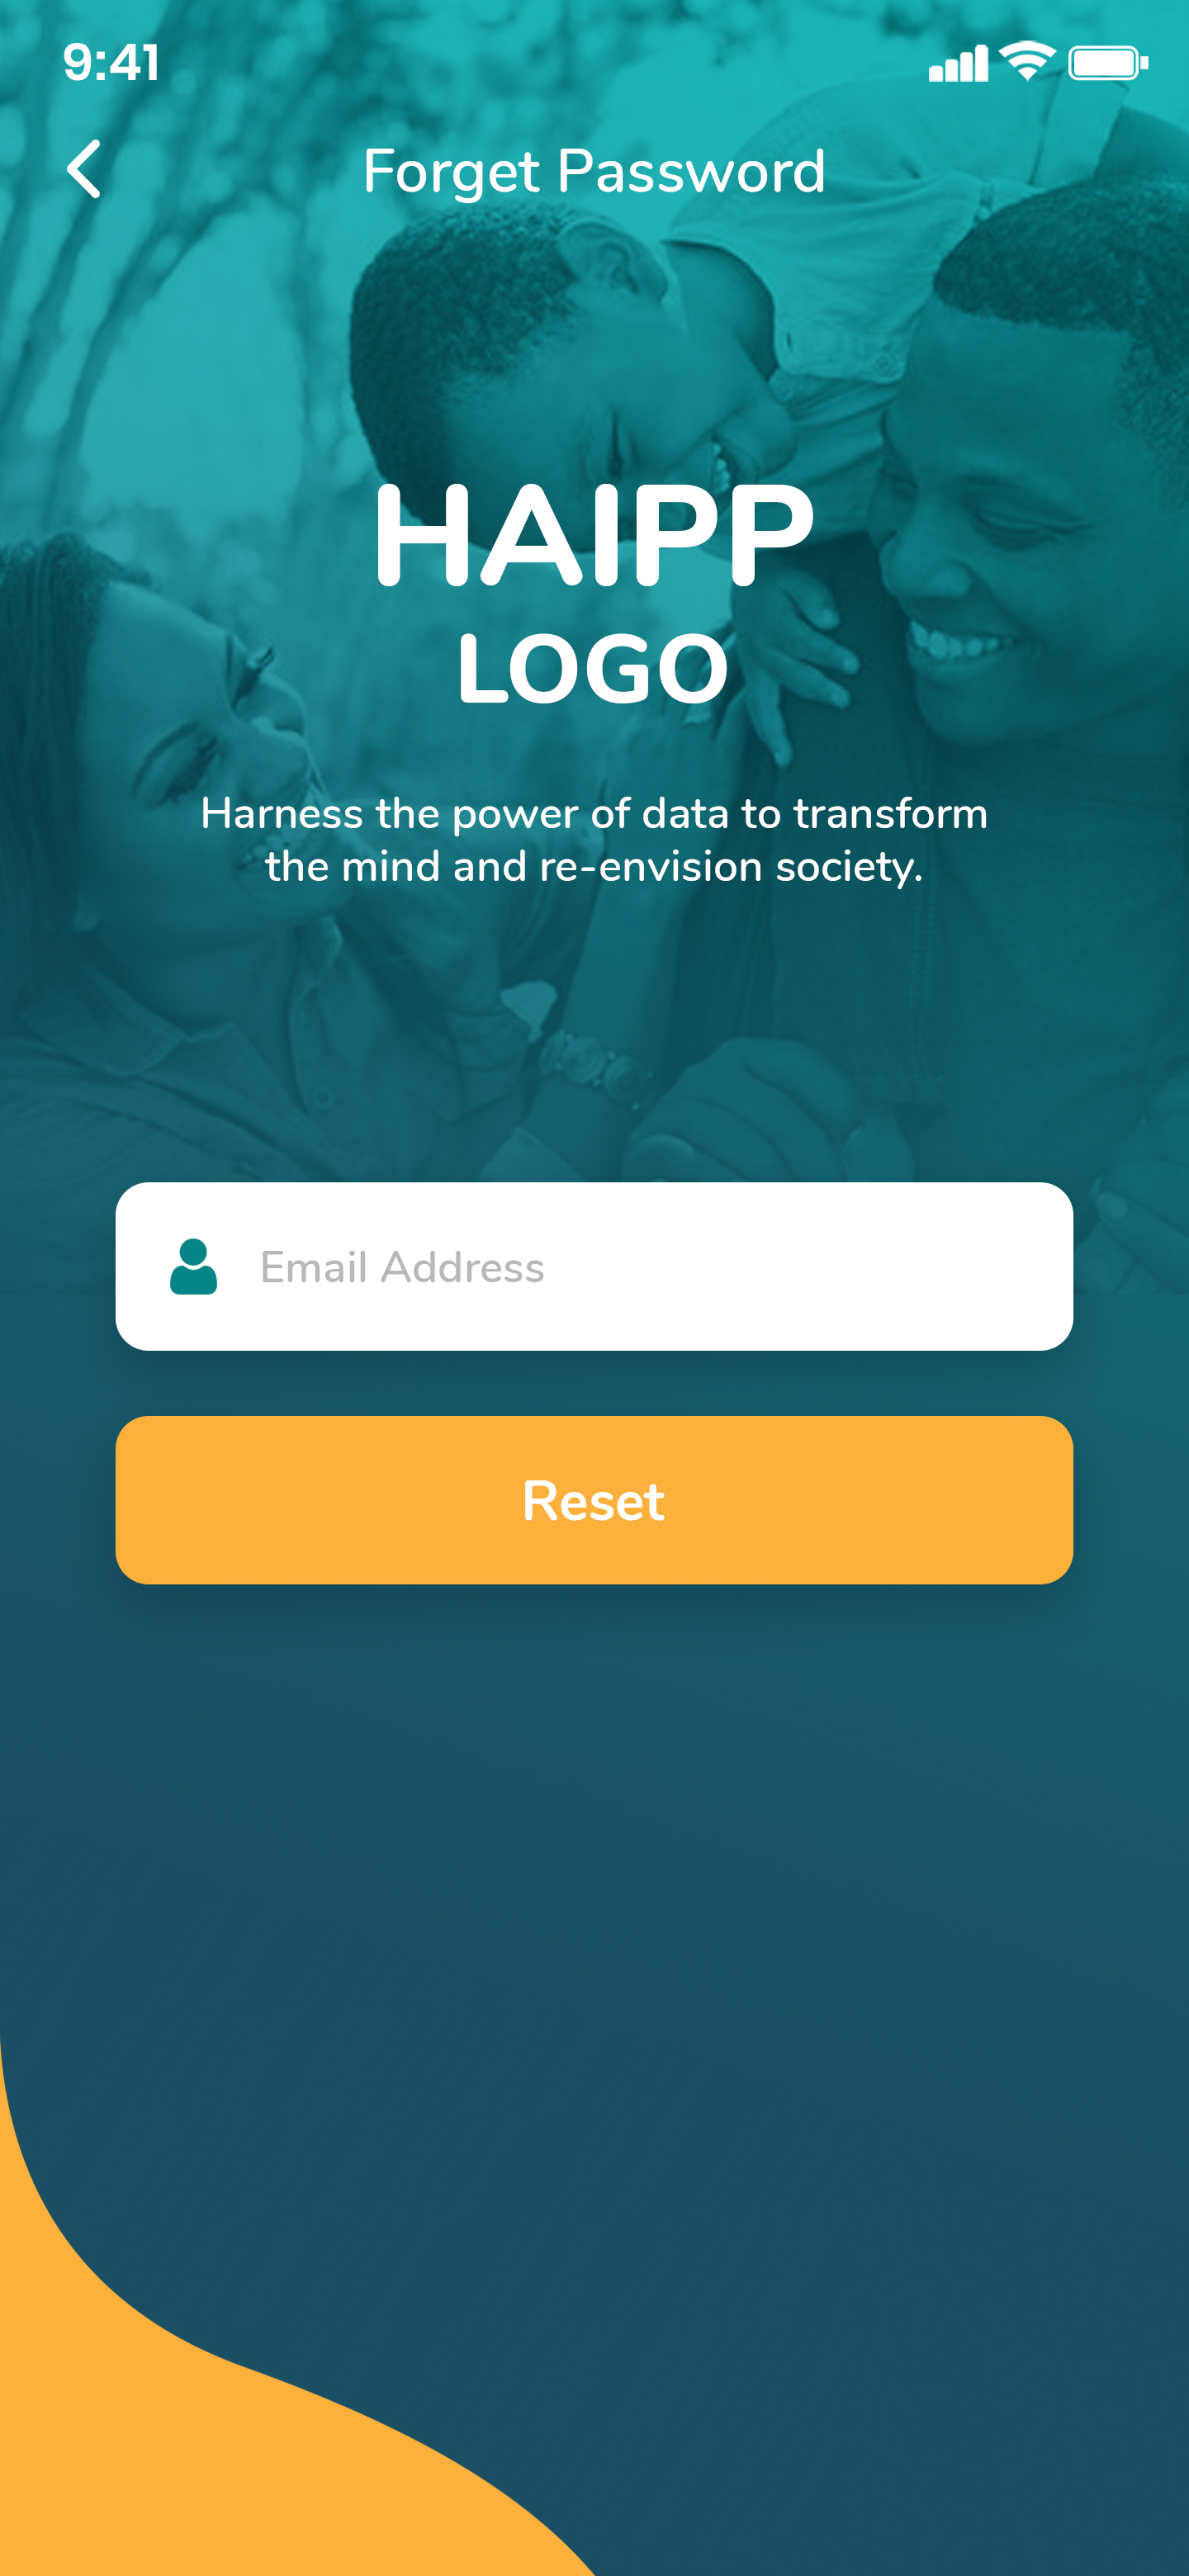 9:41
Forget Password
HAIPP
LOGO
Harness the power of data to transform
the mind and re-envision society.
Email Address
Reset